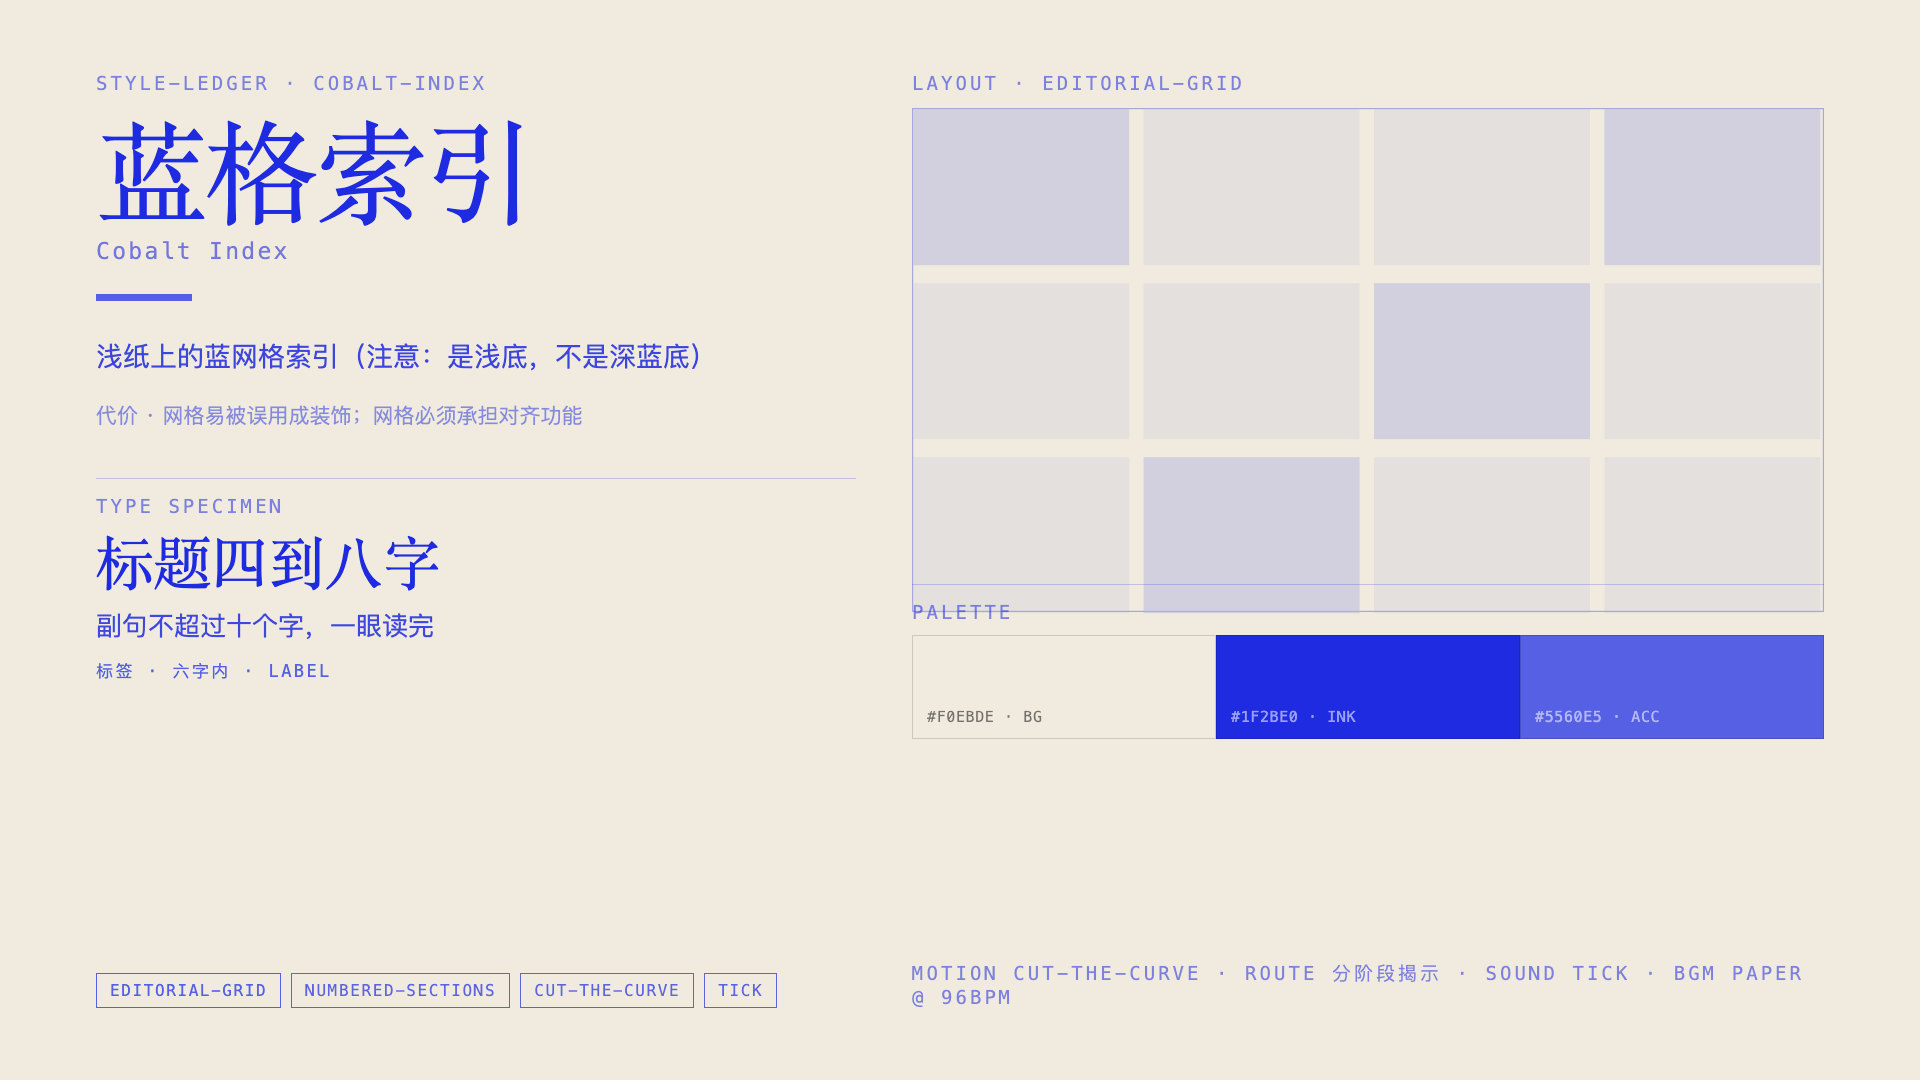 STYLE-LEDGER · COBALT-INDEX
蓝格索引
Cobalt Index
浅纸上的蓝网格索引（注意：是浅底，不是深蓝底）
代价 · 网格易被误用成装饰；网格必须承担对齐功能
TYPE SPECIMEN
标题四到八字
副句不超过十个字，一眼读完
标签 · 六字内 · LABEL
EDITORIAL-GRID NUMBERED-SECTIONS CUT-THE-CURVE TICK
LAYOUT · EDITORIAL-GRID
PALETTE
#F0EBDE · BG #1F2BE0 · INK #5560E5 · ACC
MOTION CUT-THE-CURVE · ROUTE 分阶段揭示 · SOUND TICK · BGM PAPER
@ 96BPM